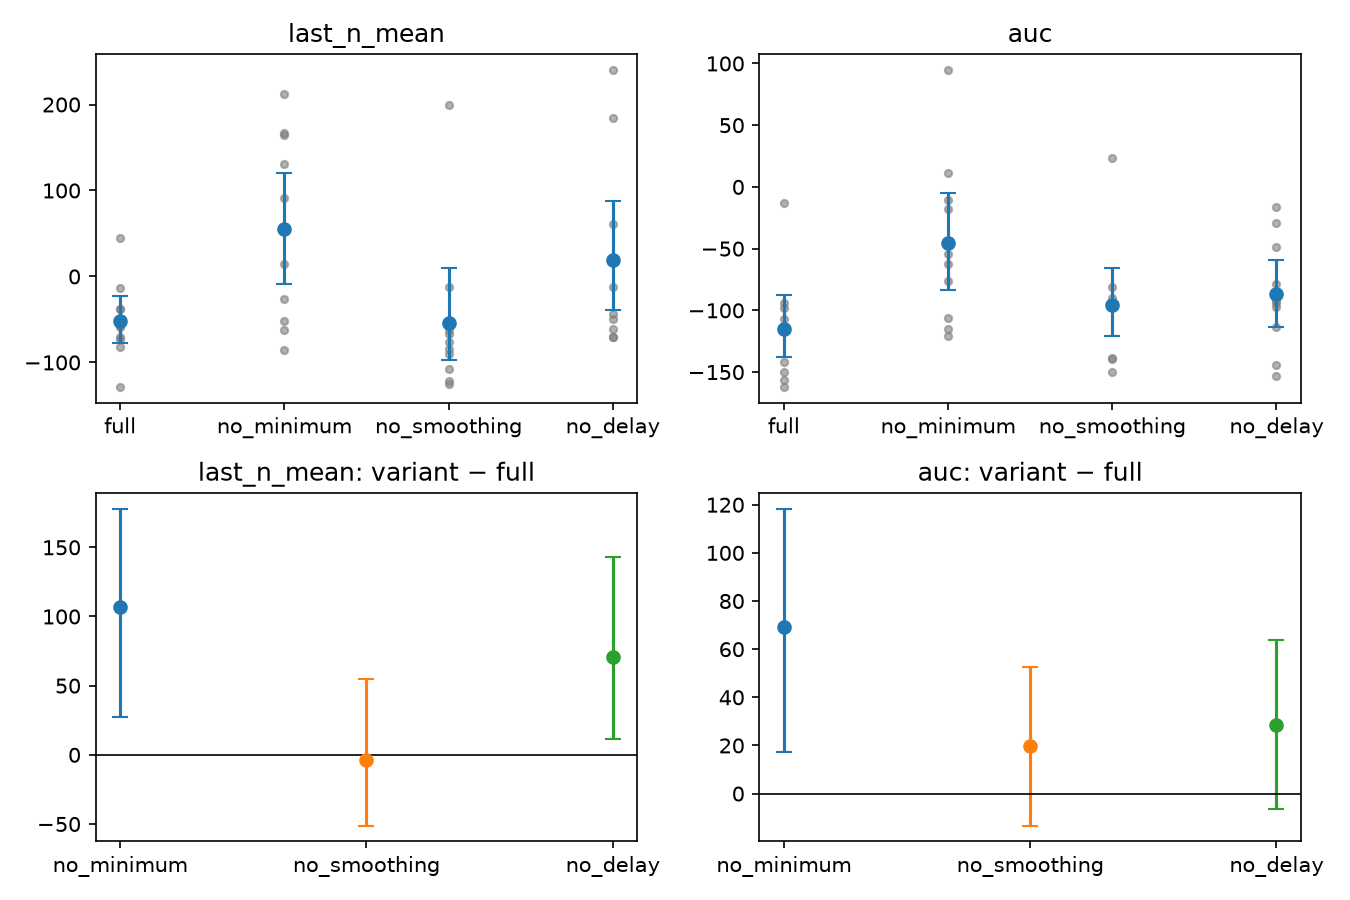 last_n_mean
200
100
0
−100
full
no_minimum
no_smoothing
no_delay
auc
100
50
0
−50
−100
−150
full
no_minimum
no_smoothing
no_delay
last_n_mean: variant − full
150
100
50
0
−50
no_minimum
no_smoothing
no_delay
auc: variant − full
120
100
80
60
40
20
0
no_minimum
no_smoothing
no_delay